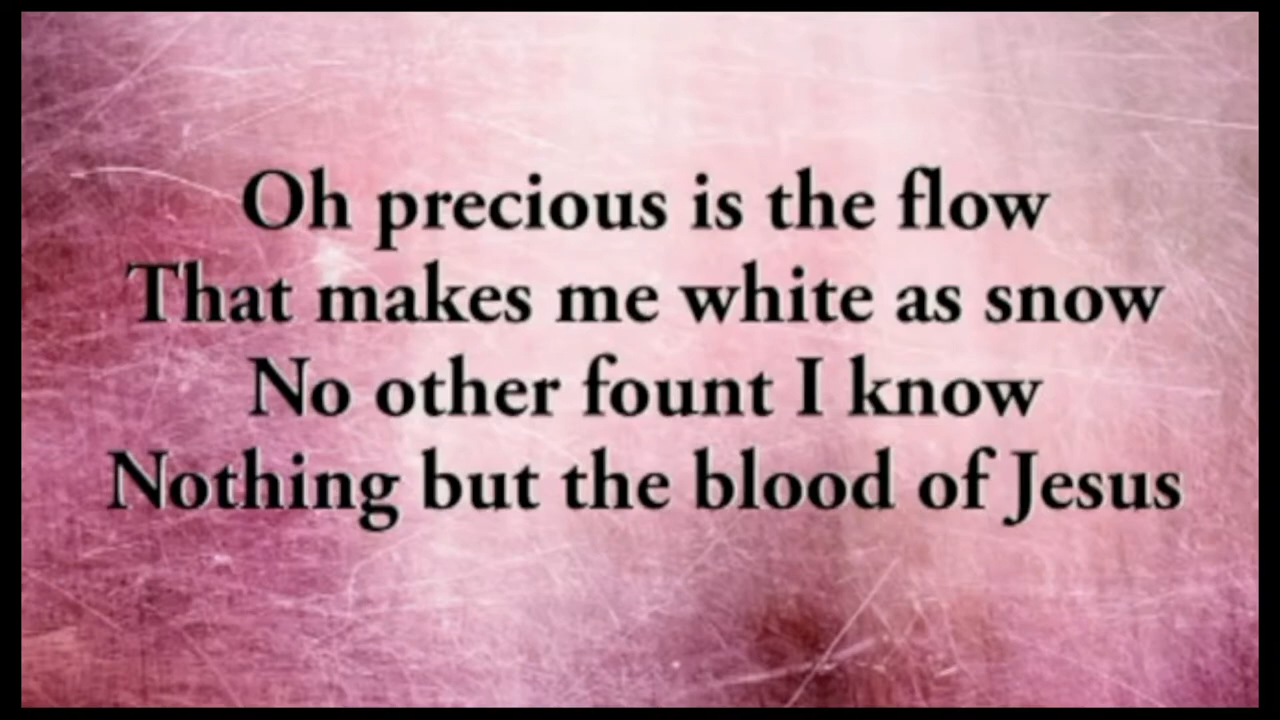 Oh precious is the flow
That makes me white as snow
No other fount I know
Nothing but the blood of Jesus